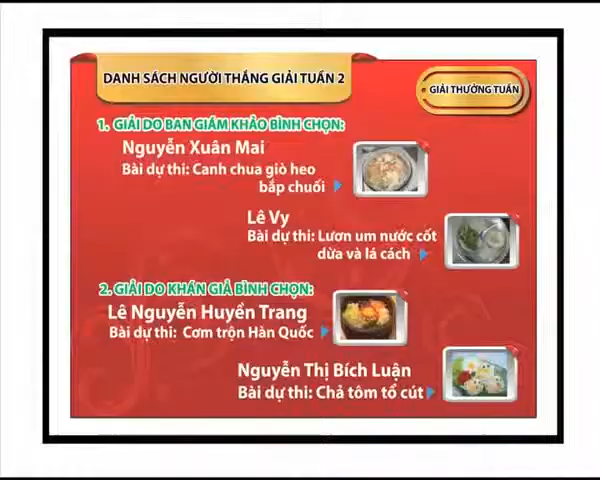 DANH SÁCH NGƯỜI THẮNG GIẢI TUẦN 2
GIẢI THƯỞNG TUẦN
1. GIẢI DO BAN GIÁM KHẢO BÌNH CHỌN:
Nguyễn Xuân Mai
Bài dự thi: Canh chua giò heo
bắp chuối
Lê Vy
Bài dự thi: Lươn um nước cốt
dừa và lá cách
2. GIẢI DO KHÁN GIẢ BÌNH CHỌN:
Lê Nguyễn Huyền Trang
Bài dự thi: Cơm trộn Hàn Quốc
Nguyễn Thị Bích Luận
Bài dự thi: Chả tôm tổ cút